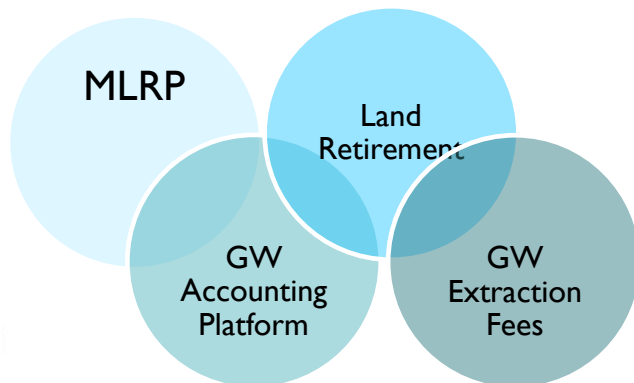 MLRP
Land
Retirement
GW
Accounting
Platform
GW
Extraction
Fees